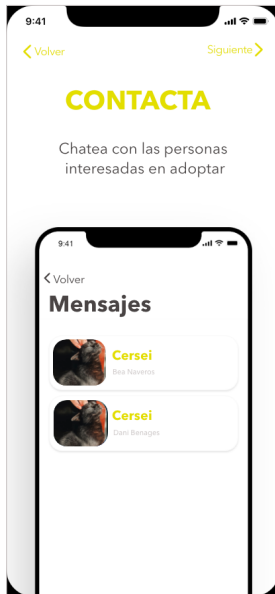 9:41
Volver
Siguiente
CONTACTA
Chatea con las personas
interesadas en adoptar
9:41
Volver
Mensajes
Cersei
Bea Naveros
Cersei
Dani Benages